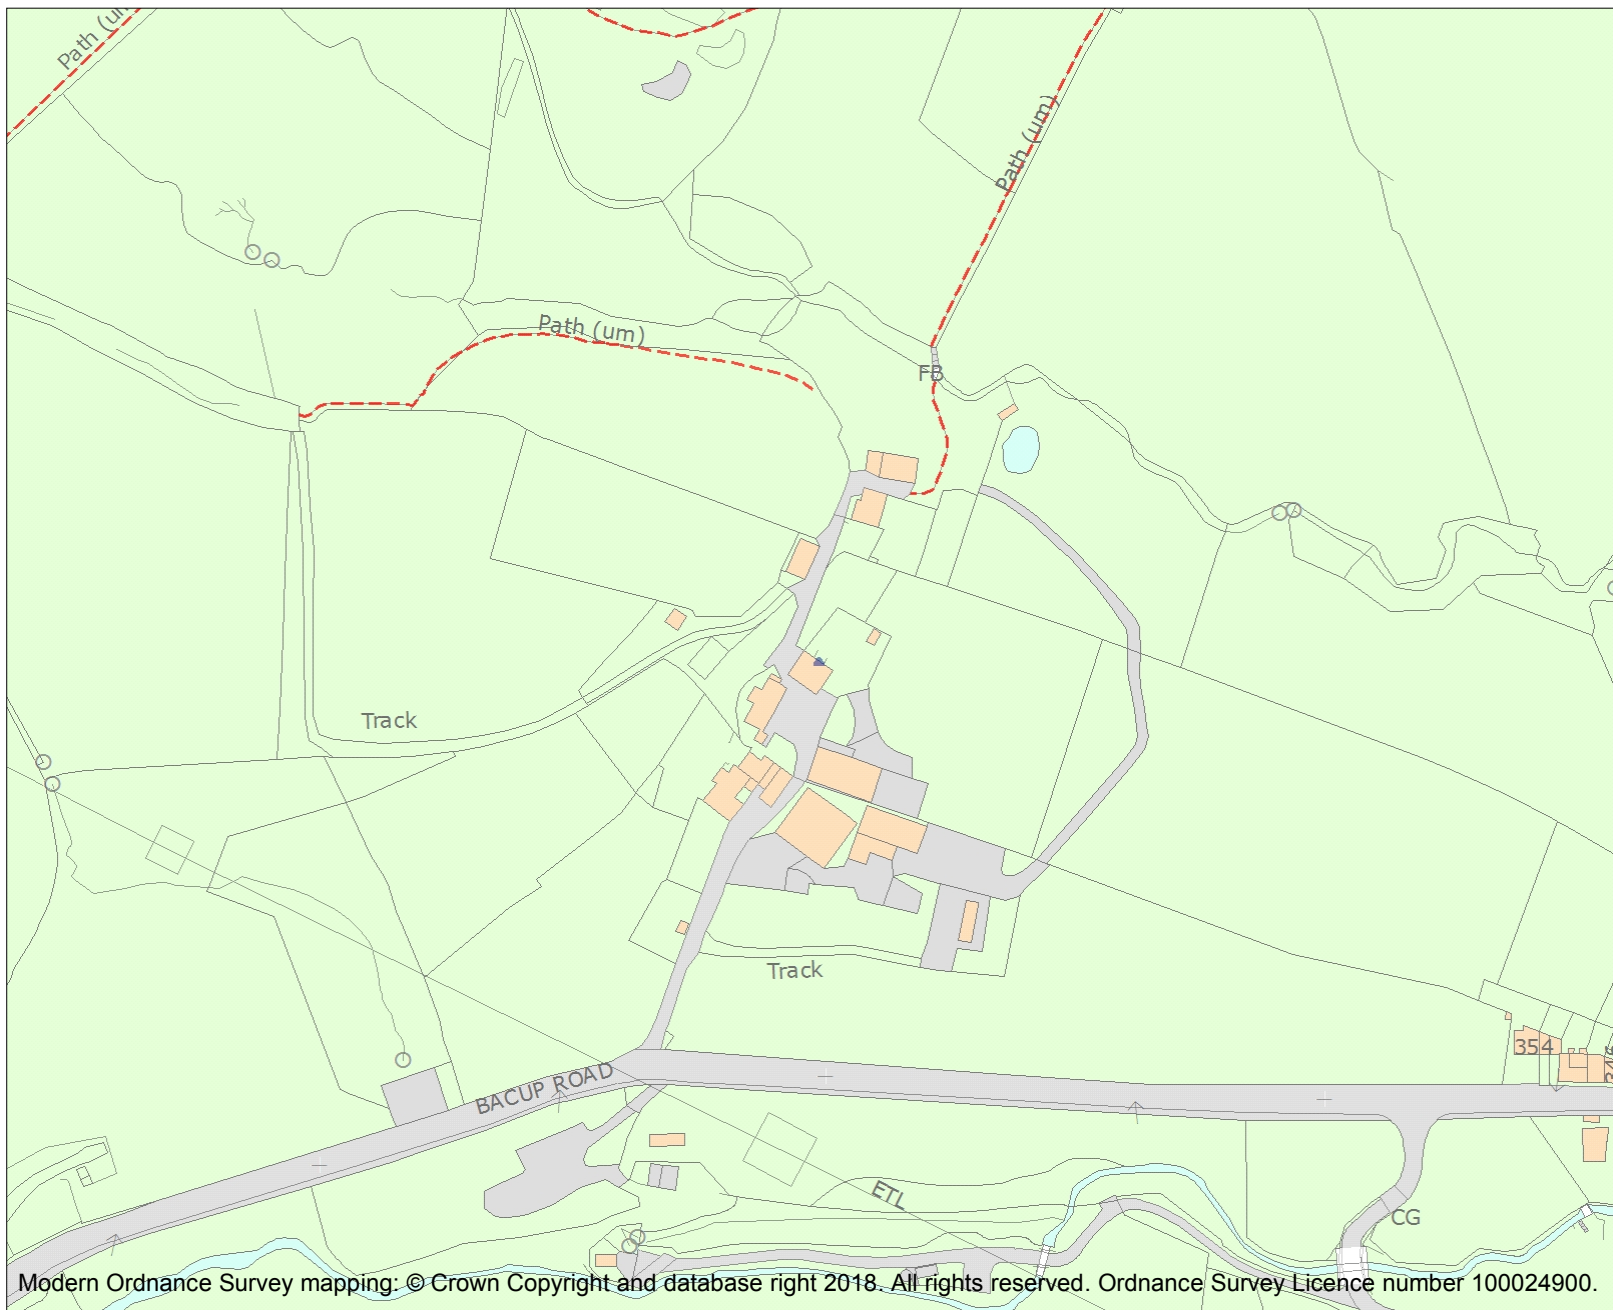 Path (um
Path (um)
Path (um)
FB
Track
Track
354
BACUP ROAD
ETL
CG
Modern Ordnance Survey mapping: © Crown Copyright and database right 2018. All rights reserved. Ordnance Survey Licence number 100024900.